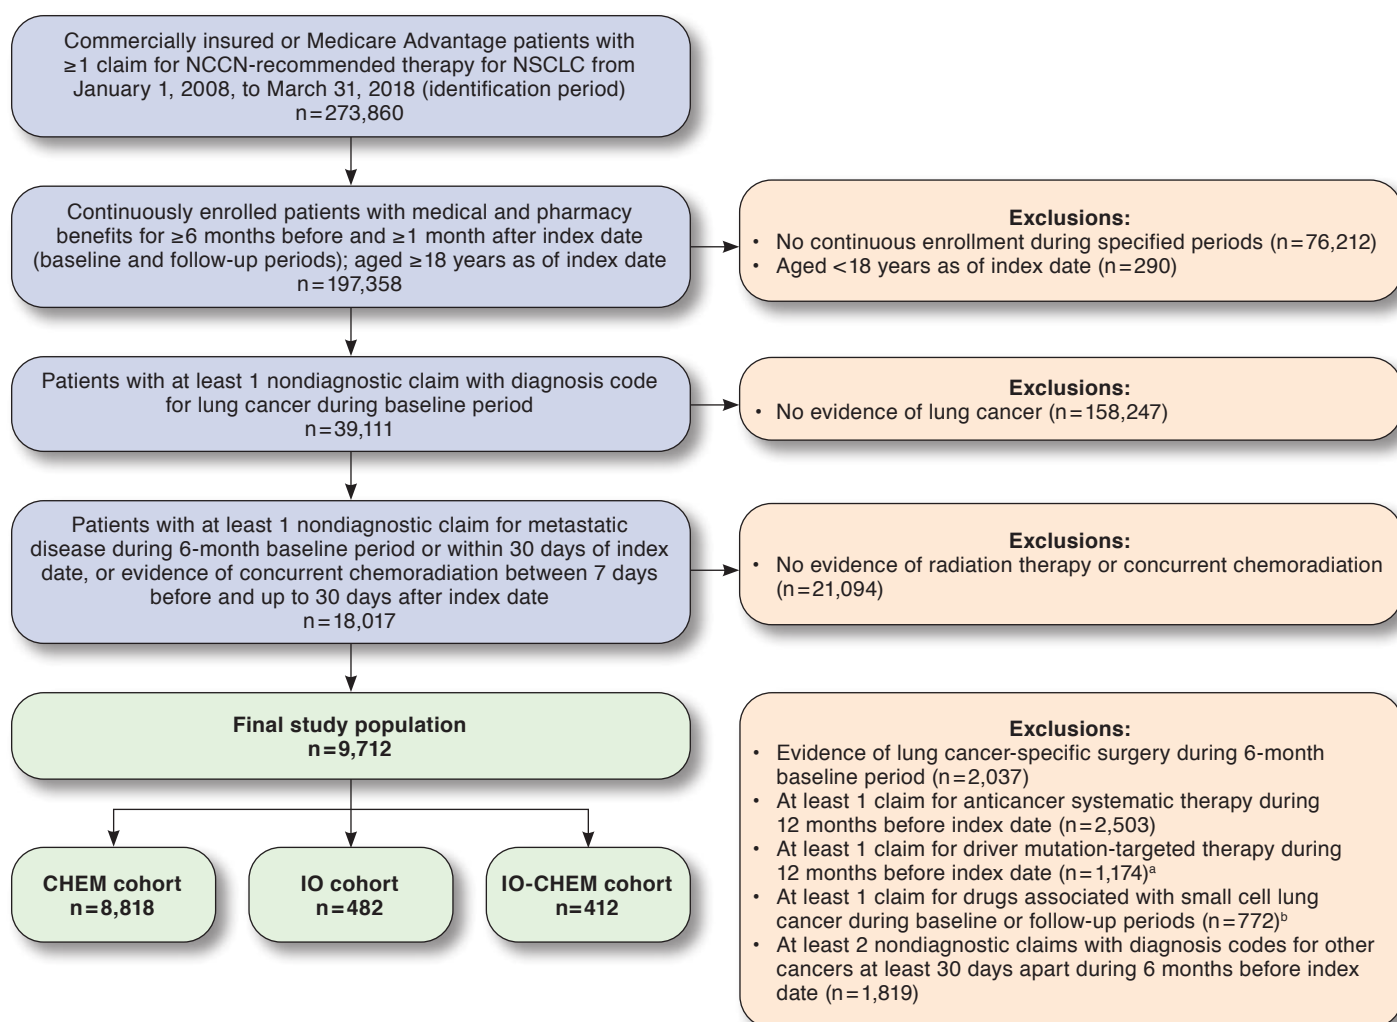 Commercially insured or Medicare Advantage patients with
≥1 claim for NCCN-recommended therapy for NSCLC from
January 1, 2008, to March 31, 2018 (identification period)
n=273,860
Continuously enrolled patients with medical and pharmacy
benefits for ≥6 months before and ≥1 month after index date
(baseline and follow-up periods); aged ≥18 years as of index date
n=197,358
Exclusions:
• No continuous enrollment during specified periods (n=76,212)
• Aged <18 years as of index date (n=290)
Patients with at least 1 nondiagnostic claim with diagnosis code
for lung cancer during baseline period
n=39,111
Exclusions:
• No evidence of lung cancer (n=158,247)
Patients with at least 1 nondiagnostic claim for metastatic
disease during 6-month baseline period or within 30 days of index
date, or evidence of concurrent chemoradiation between 7 days
before and up to 30 days after index date
n=18,017
Exclusions:
• No evidence of radiation therapy or concurrent chemoradiation
(n=21,094)
Final study population
n=9,712
CHEM cohort
n=8,818
IO cohort
n=482
IO-CHEM cohort
n=412
Exclusions:
• Evidence of lung cancer-specific surgery during 6-month
baseline period (n=2,037)
• At least 1 claim for anticancer systematic therapy during
12 months before index date (n=2,503)
• At least 1 claim for driver mutation-targeted therapy during
12 months before index date (n=1,174)ᵃ
• At least 1 claim for drugs associated with small cell lung
cancer during baseline or follow-up periods (n=772)ᵇ
• At least 2 nondiagnostic claims with diagnosis codes for other
cancers at least 30 days apart during 6 months before index
date (n=1,819)